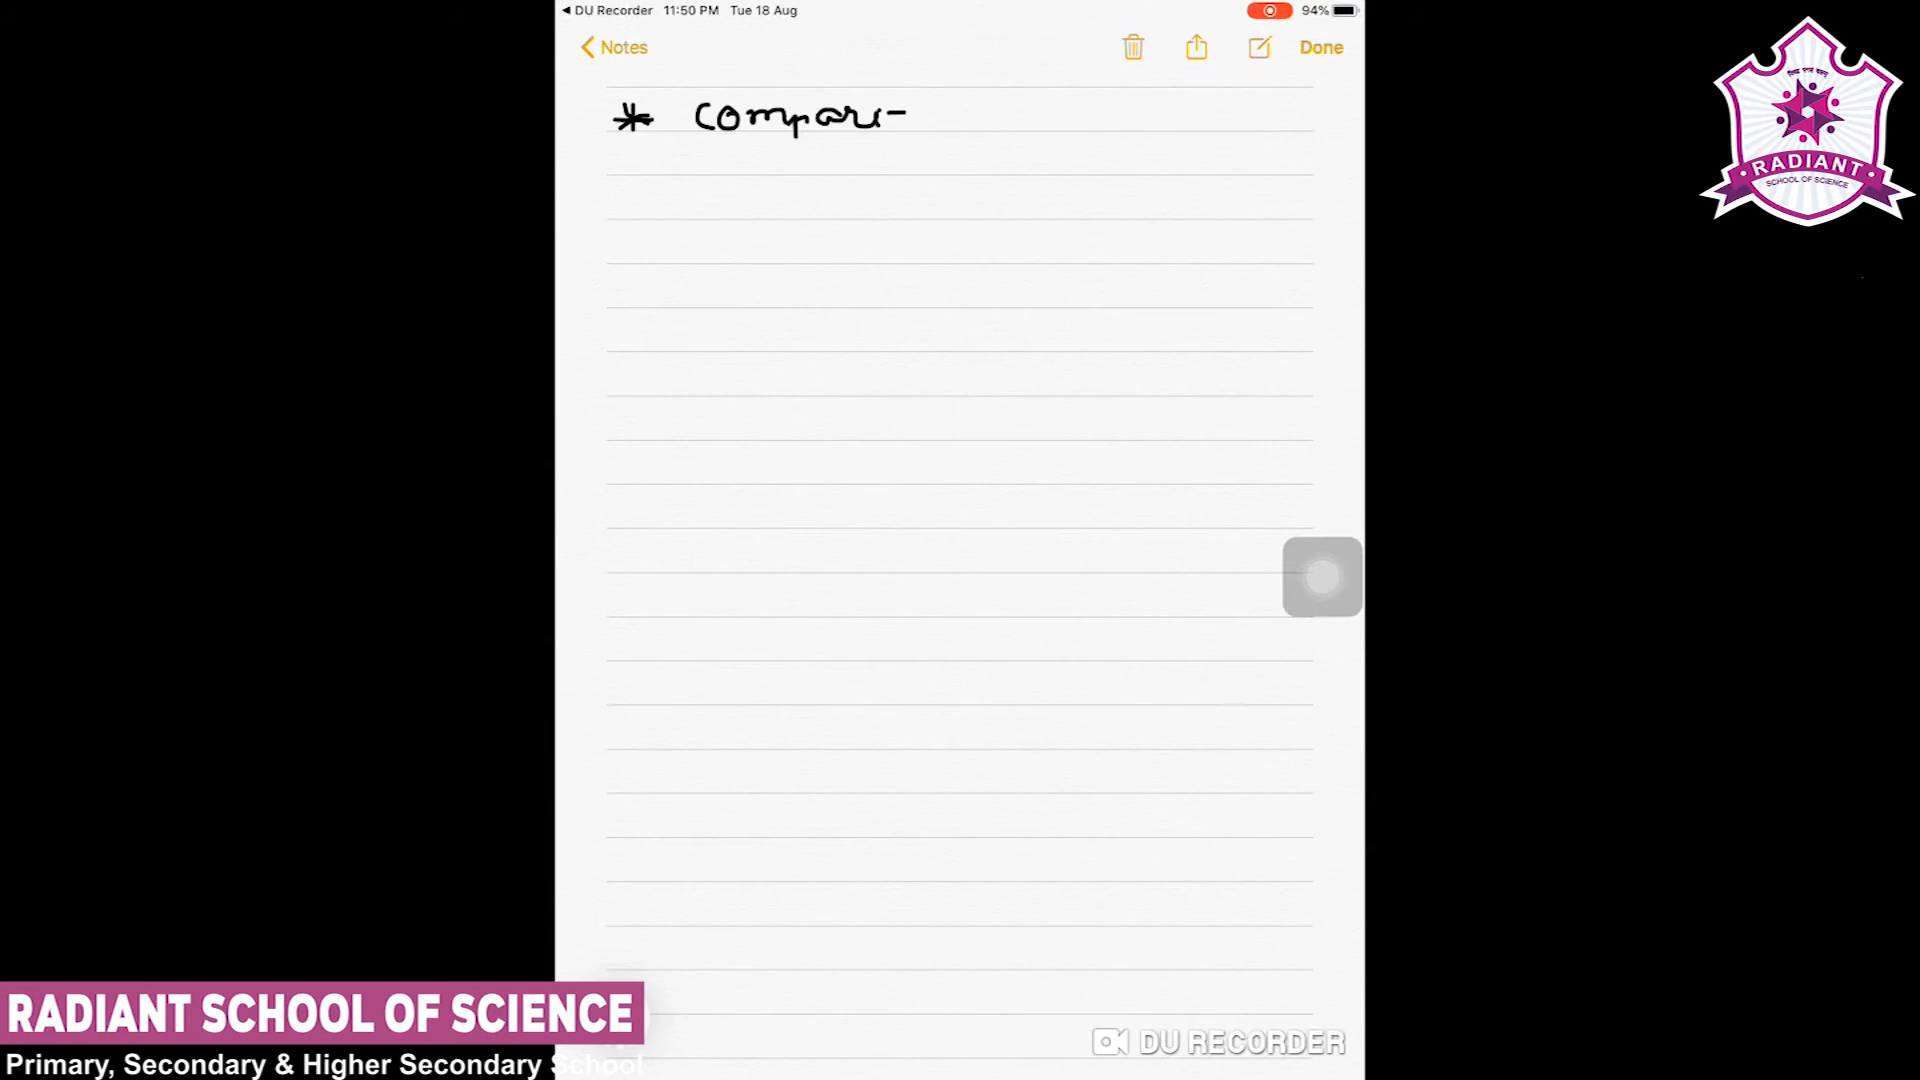 DU Recorder 11:50 PM Tue 18 Aug 94%
Notes Done
* Compari-
RADIANT
SCHOOL OF SCIENCE
RADIANT SCHOOL OF SCIENCE
Primary, Secondary & Higher Secondary School
DU RECORDER